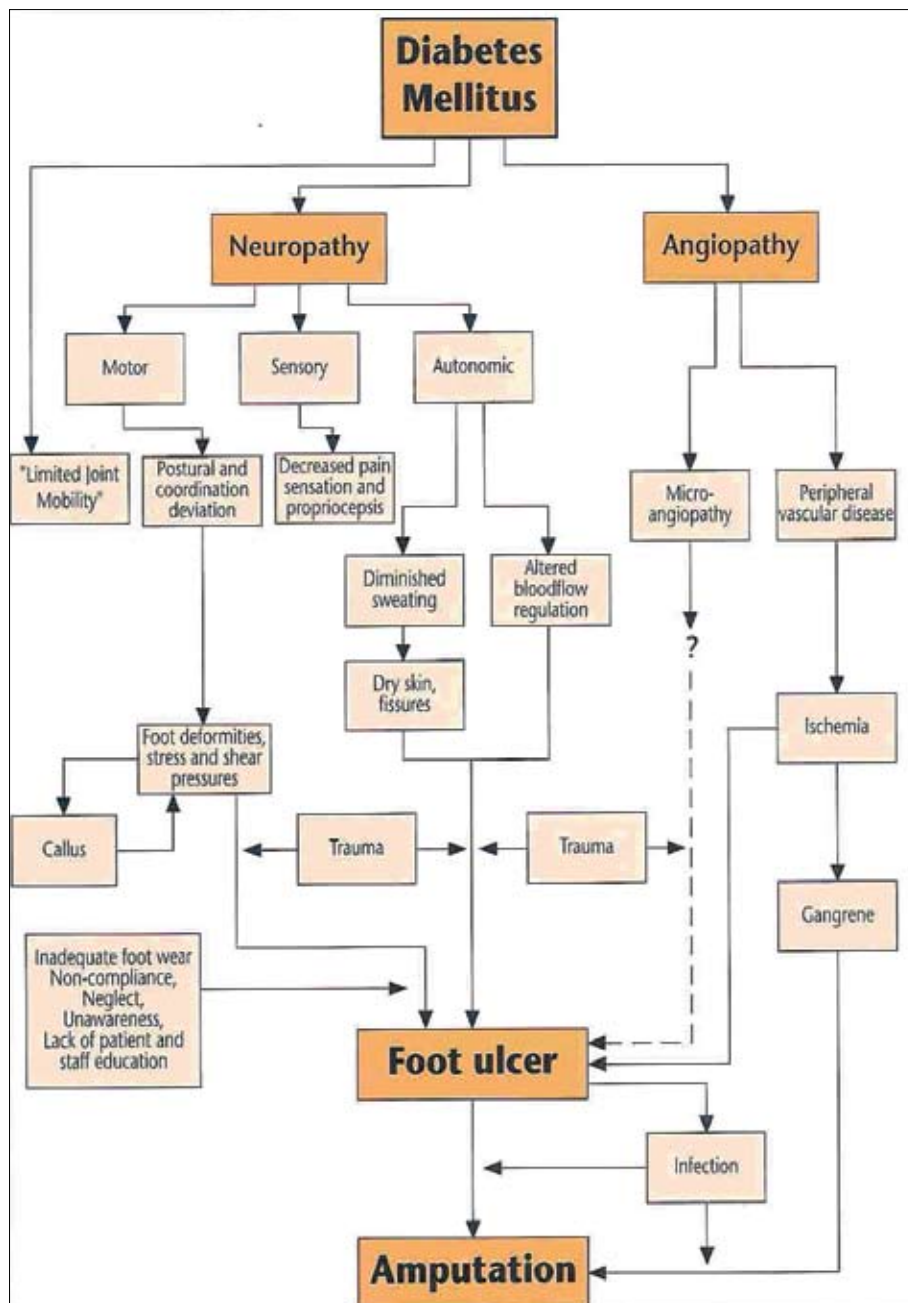 Diabetes
Mellitus
Neuropathy
Angiopathy
Motor
Sensory
Autonomic
"Limited Joint
Mobility"
Postural and
coordination
deviation
Decreased pain
sensation and
propriocepsis
Micro-
angiopathy
Peripheral
vascular disease
Diminished
sweating
Altered
bloodflow
regulation
?
Dry skin,
fissures
Foot deformities,
stress and shear
pressures
Ischemia
Callus
Trauma
Trauma
Gangrene
Inadequate foot wear
Non-compliance,
Neglect,
Unawareness,
Lack of patient and
staff education
Foot ulcer
Infection
Amputation